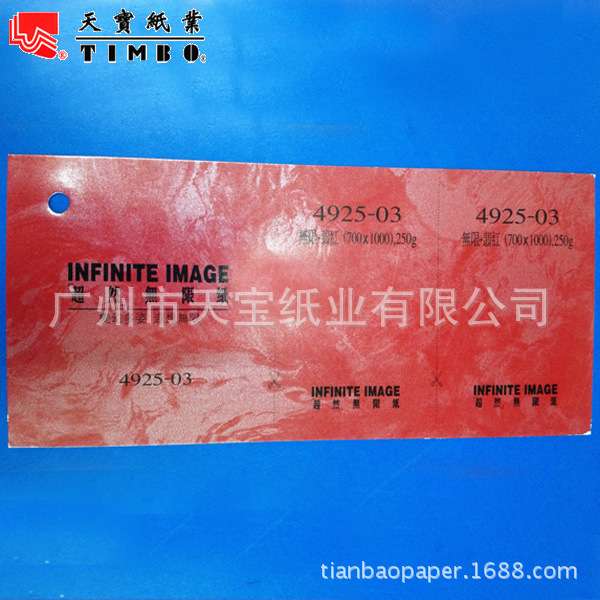 天寶紙業
TIMBO
4925-03
無限·翡紅 (700x1000),250g
4925-03
無限·翡紅 (700x1000),250g
INFINITE IMAGE
超然無限紙
广州市天宝纸业有限公司
4925-03
INFINITE IMAGE
超然無限紙
INFINITE IMAGE
超然無限紙
tianbaopaper.1688.com